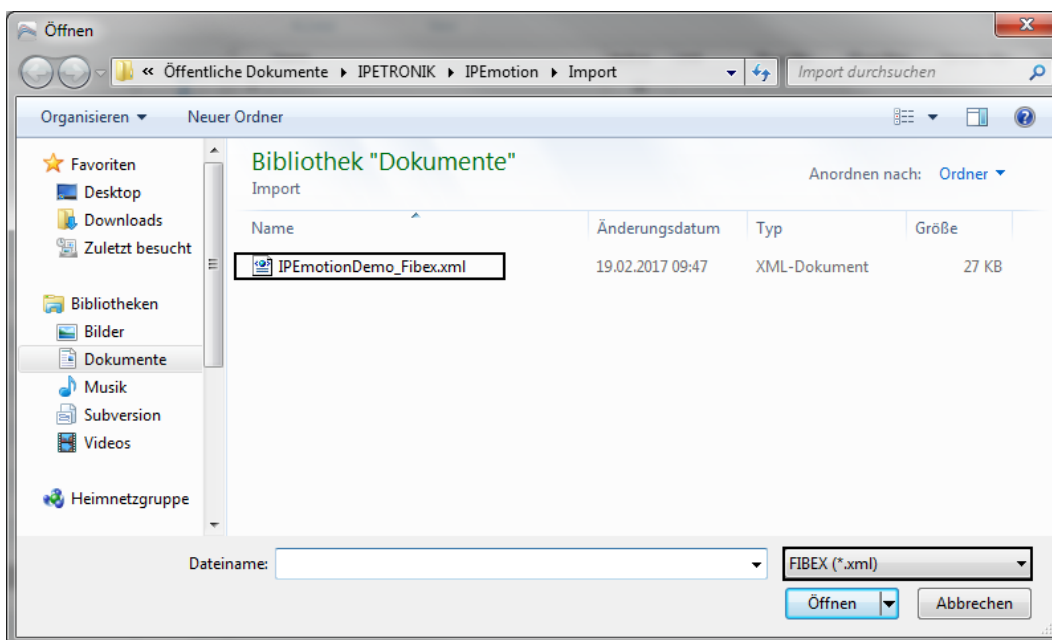 Öffnen
« Öffentliche Dokumente ▸ IPETRONIK ▸ IPEmotion ▸ Import
Import durchsuchen
Organisieren
Neuer Ordner
Favoriten
Desktop
Downloads
Zuletzt besucht
Bibliotheken
Bilder
Dokumente
Musik
Subversion
Videos
Heimnetzgruppe
Bibliothek "Dokumente"
Import
Anordnen nach: Ordner
Name Änderungsdatum Typ Größe
IPEmotionDemo_Fibex.xml 19.02.2017 09:47 XML-Dokument 27 KB
Dateiname:
FIBEX (*.xml)
Öffnen
Abbrechen